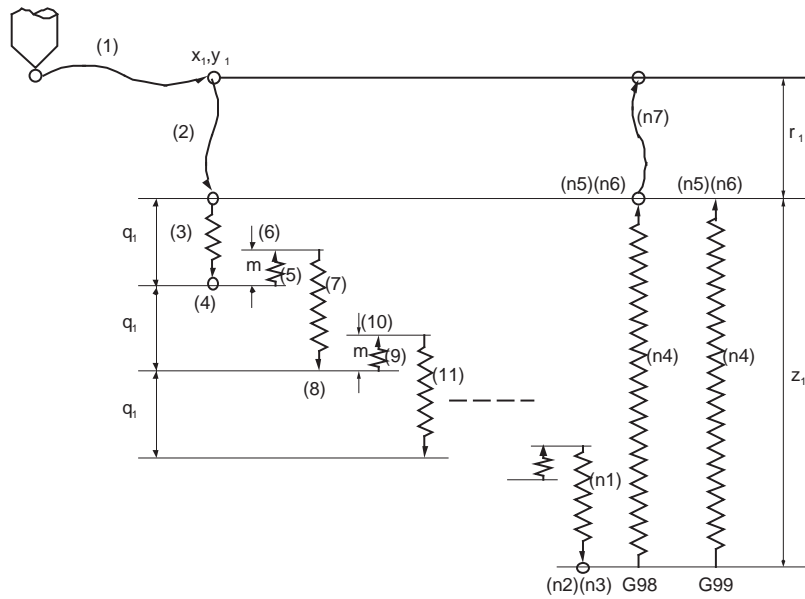 (1)
x₁,y₁
(2)
(n7)
r₁
(n5)(n6) (n5)(n6)
q₁ (3) (6)
m (5) (7)
(4)
q₁ (10)
m (9) (11)
(8)
(n4) (n4)
z₁
q₁
(n1)
(n2)(n3) G98 G99